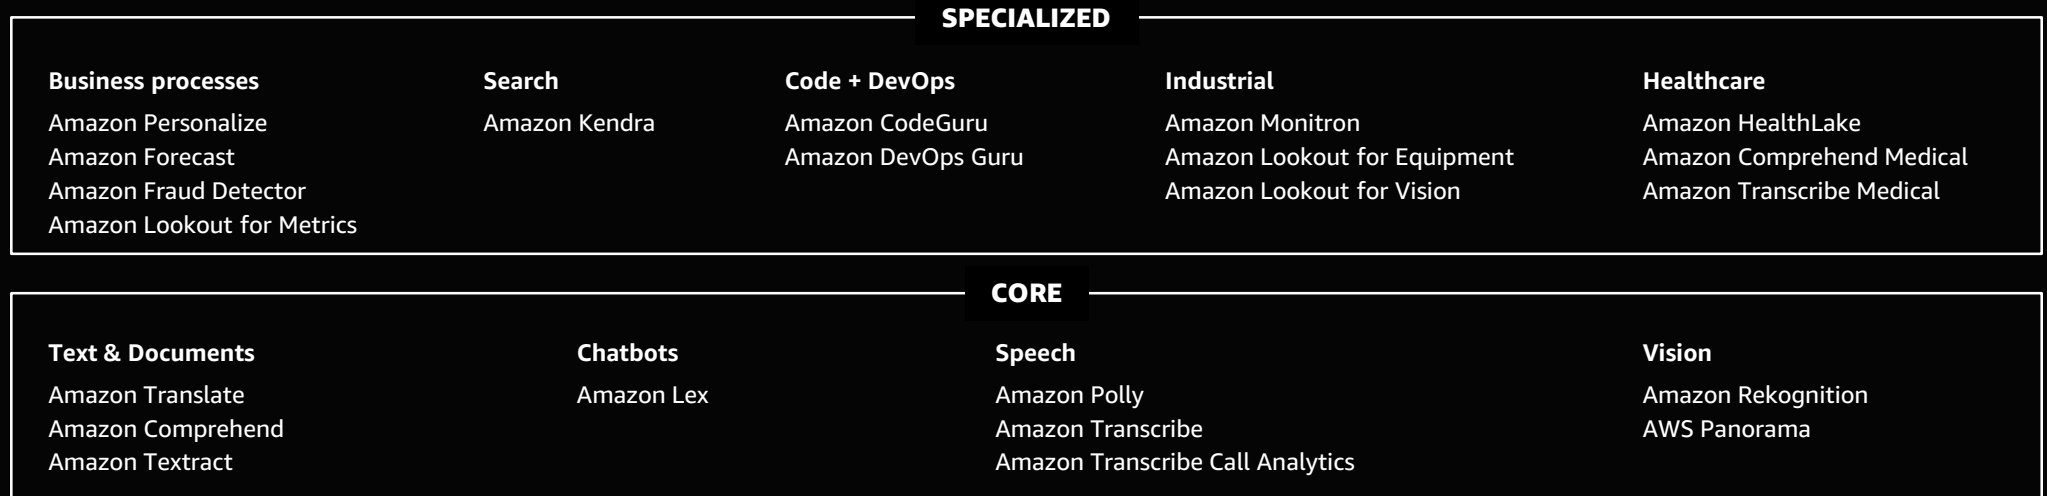 SPECIALIZED
Business processes
Amazon Personalize
Amazon Forecast
Amazon Fraud Detector
Amazon Lookout for Metrics
Search
Amazon Kendra
Code + DevOps
Amazon CodeGuru
Amazon DevOps Guru
Industrial
Amazon Monitron
Amazon Lookout for Equipment
Amazon Lookout for Vision
Healthcare
Amazon HealthLake
Amazon Comprehend Medical
Amazon Transcribe Medical
CORE
Text & Documents
Amazon Translate
Amazon Comprehend
Amazon Textract
Chatbots
Amazon Lex
Speech
Amazon Polly
Amazon Transcribe
Amazon Transcribe Call Analytics
Vision
Amazon Rekognition
AWS Panorama